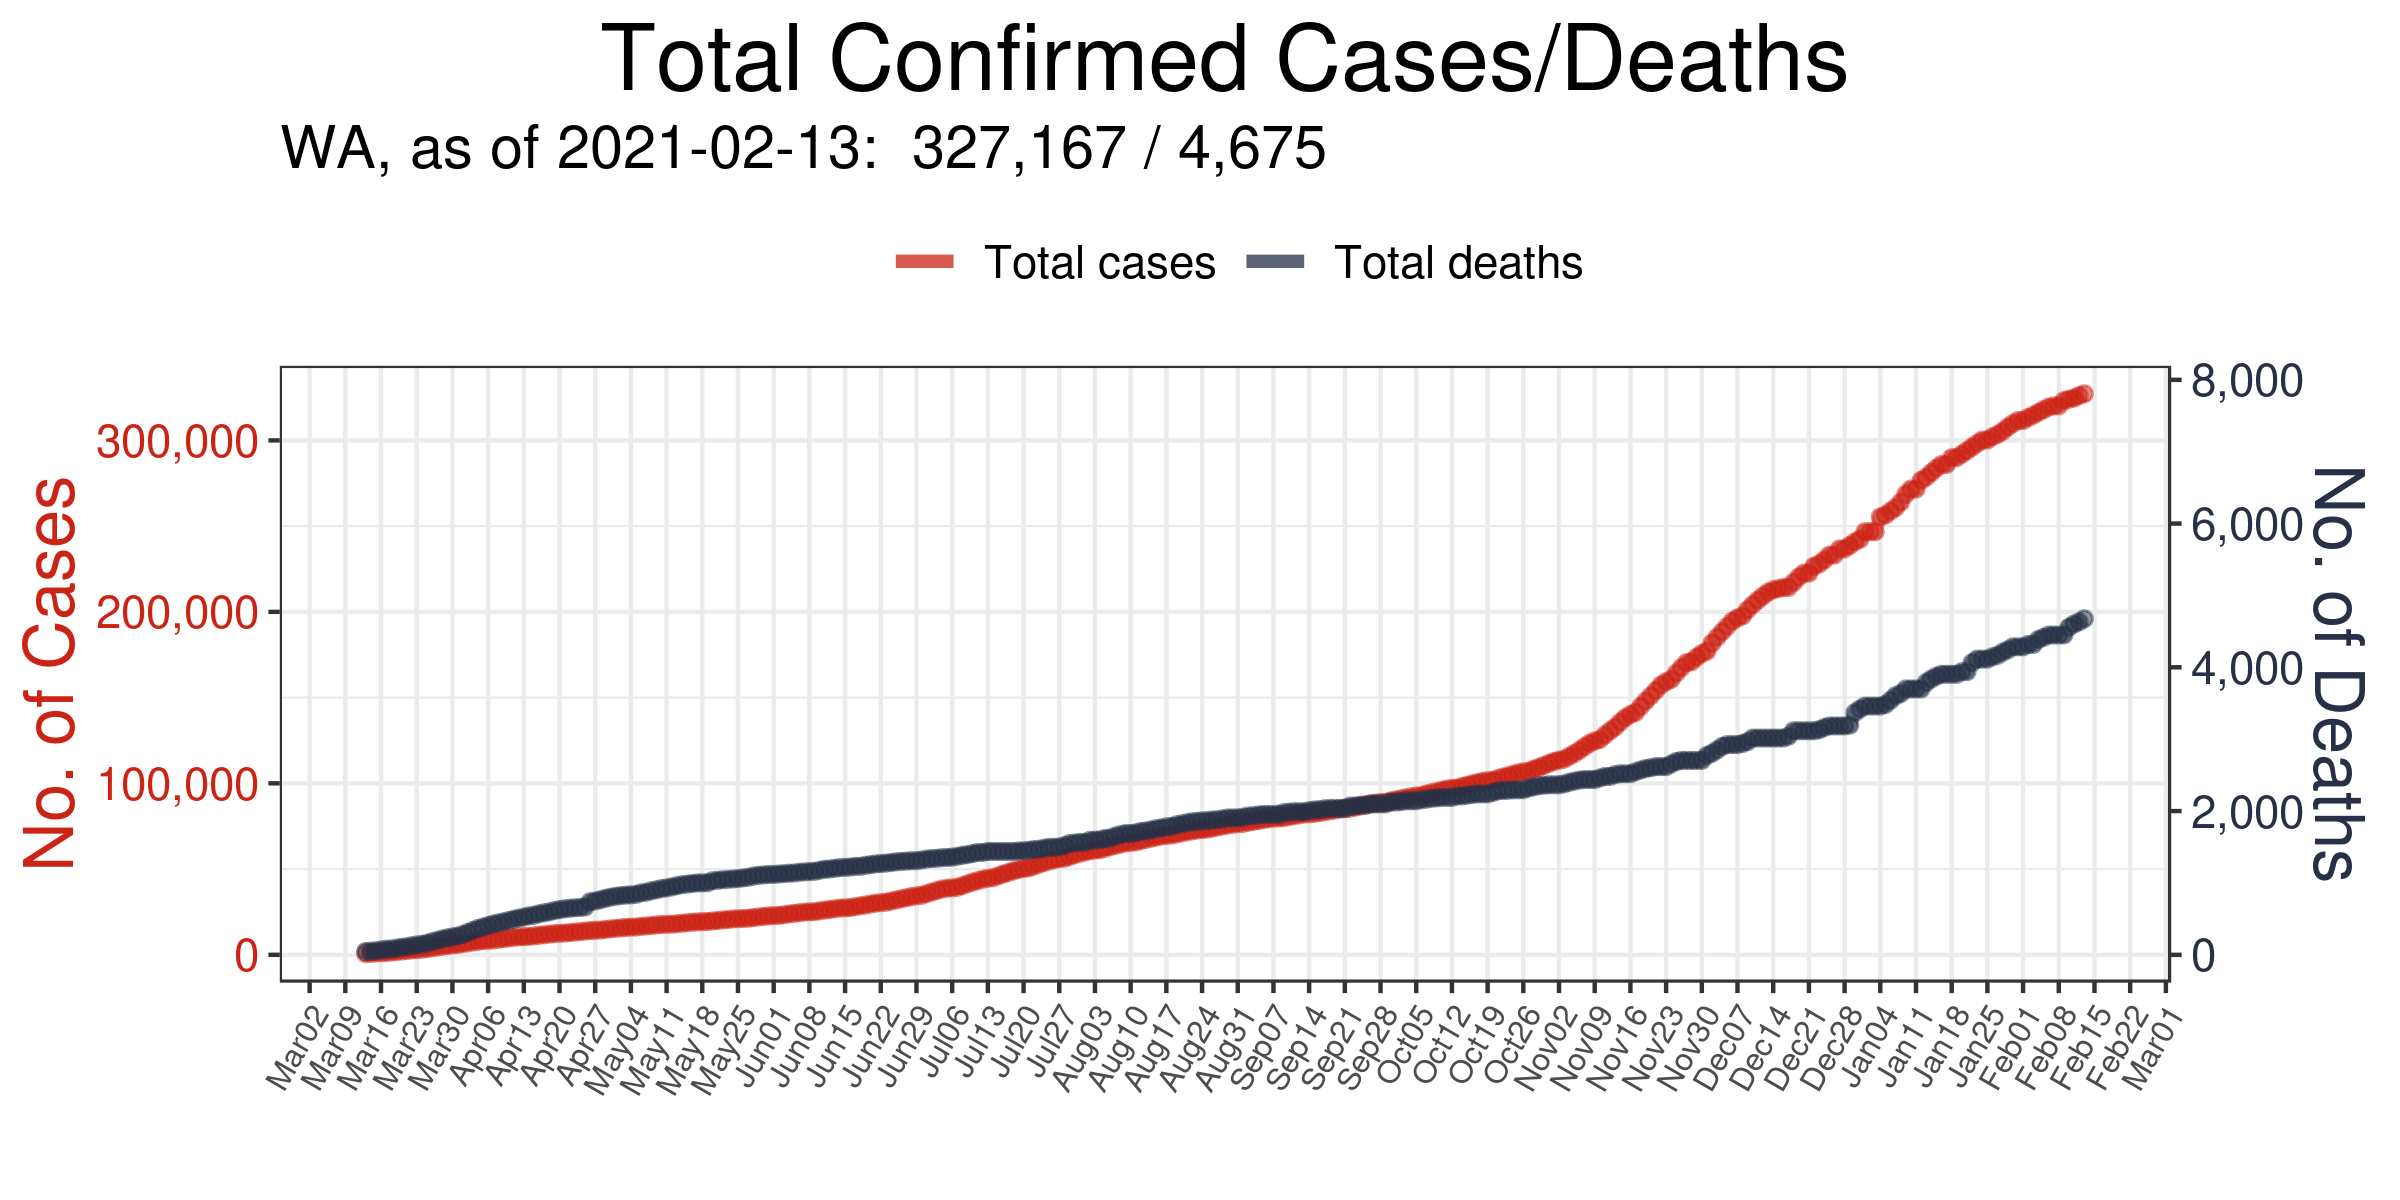 Total Confirmed Cases/Deaths
WA, as of 2021-02-13:  327,167 / 4,675
Total cases
Total deaths
No. of Cases
300,000
200,000
100,000
0
8,000
6,000
4,000
2,000
0
No. of Deaths
Mar02
Mar09
Mar16
Mar23
Mar30
Apr06
Apr13
Apr20
Apr27
May04
May11
May18
May25
Jun01
Jun08
Jun15
Jun22
Jun29
Jul06
Jul13
Jul20
Jul27
Aug03
Aug10
Aug17
Aug24
Aug31
Sep07
Sep14
Sep21
Sep28
Oct05
Oct12
Oct19
Oct26
Nov02
Nov09
Nov16
Nov23
Nov30
Dec07
Dec14
Dec21
Dec28
Jan04
Jan11
Jan18
Jan25
Feb01
Feb08
Feb15
Feb22
Mar01